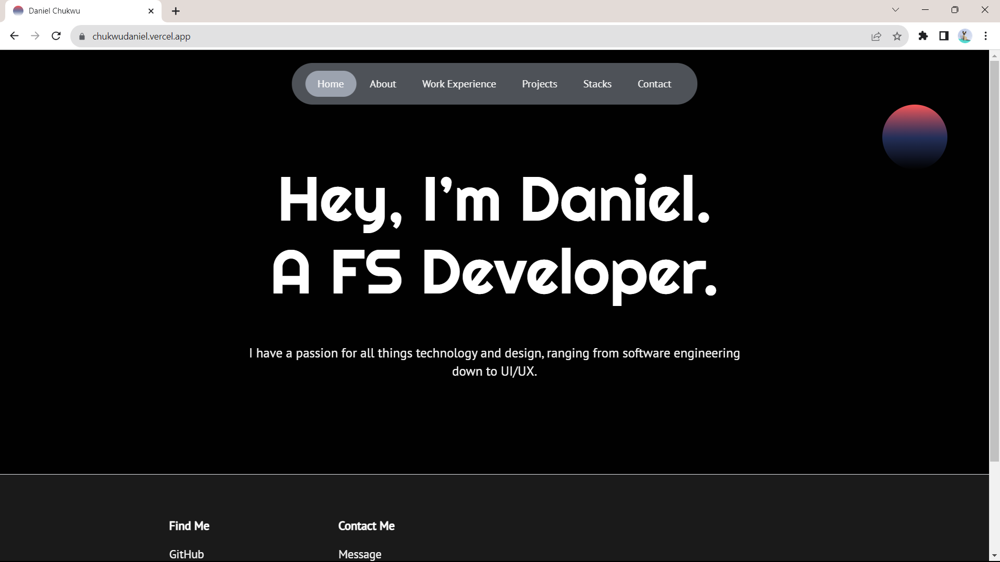 Daniel Chukwu
chukwudaniel.vercel.app
Home About Work Experience Projects Stacks Contact
Hey, I’m Daniel.
A FS Developer.
I have a passion for all things technology and design, ranging from software engineering
down to UI/UX.
Find Me Contact Me
GitHub Message